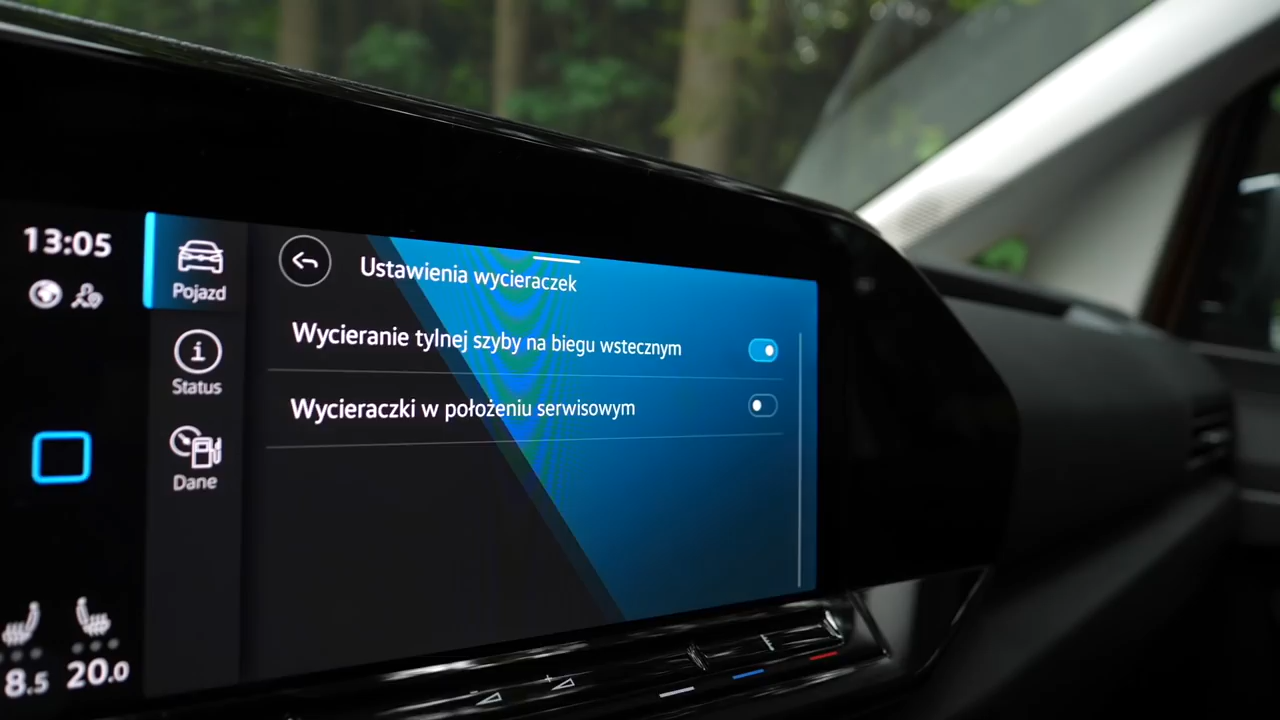 13:05
Pojazd
Status
Dane
Ustawienia wycieraczek
Wycieranie tylnej szyby na biegu wstecznym
Wycieraczki w położeniu serwisowym
8.5 20.0